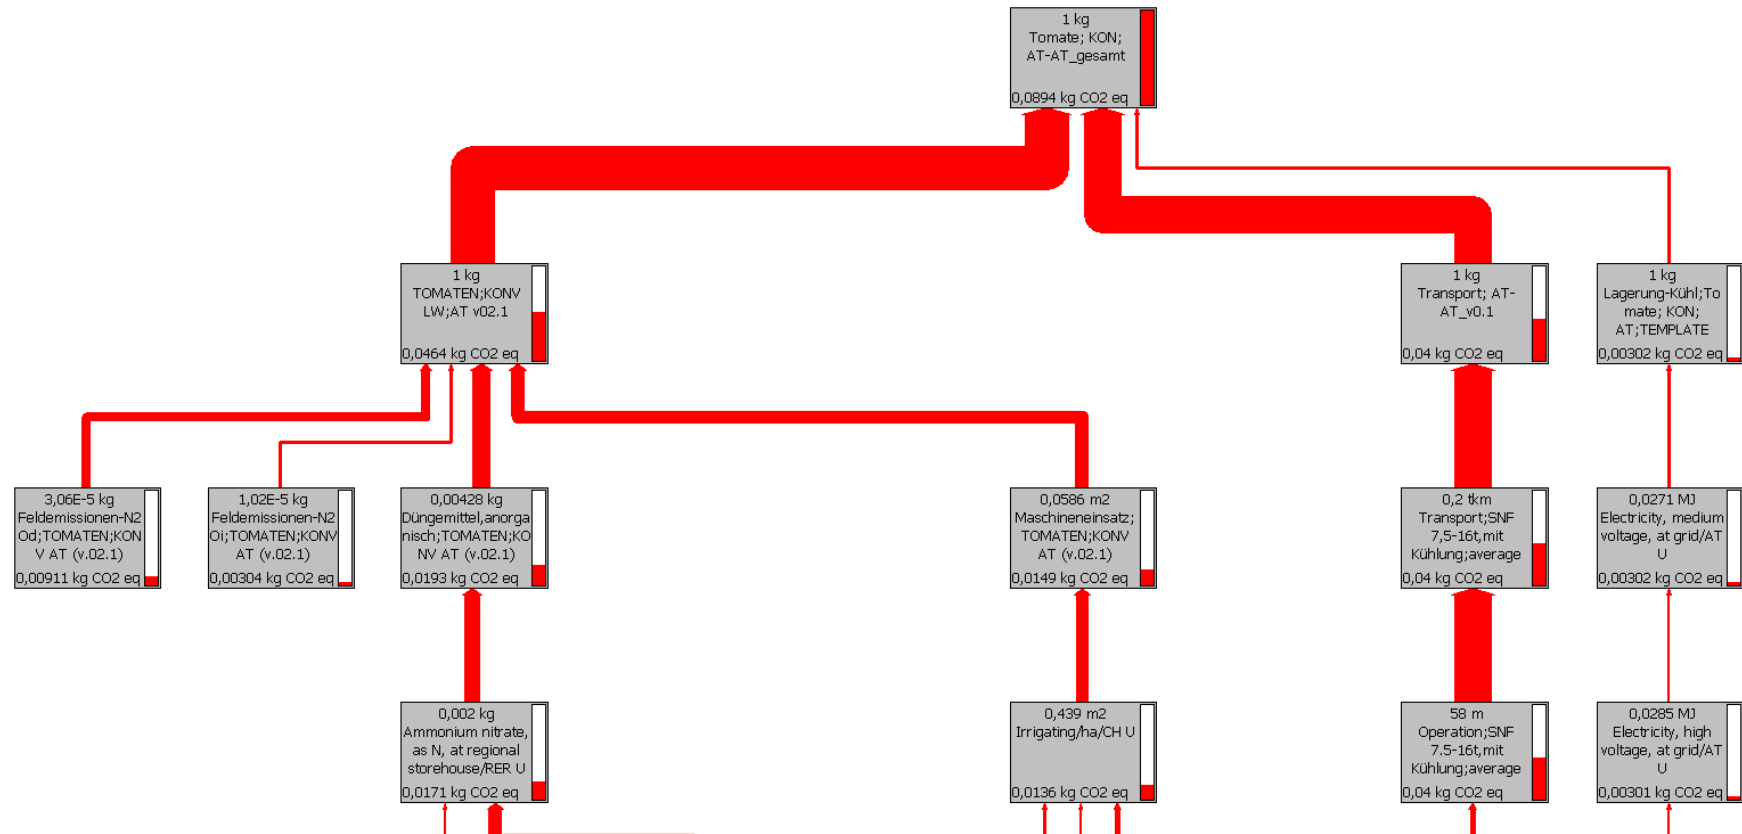 1 kg
Tomate; KON;
AT-AT_gesamt
0,0894 kg CO2 eq
1 kg
TOMATEN;KONV
LW;AT v02.1
0,0464 kg CO2 eq
1 kg
Transport; AT-
AT_v0.1
0,04 kg CO2 eq
1 kg
Lagerung-Kühl;To
mate; KON;
AT;TEMPLATE
0,00302 kg CO2 eq
3,06E-5 kg
Feldemissionen-N2
Od;TOMATEN;KON
V AT (v.02.1)
0,00911 kg CO2 eq
1,02E-5 kg
Feldemissionen-N2
Oi;TOMATEN;KONV
AT (v.02.1)
0,00304 kg CO2 eq
0,00428 kg
Düngemittel,anorga
nisch;TOMATEN;KO
NV AT (v.02.1)
0,0193 kg CO2 eq
0,0586 m2
Maschineneinsatz;
TOMATEN;KONV
AT (v.02.1)
0,0149 kg CO2 eq
0,2 tkm
Transport;SNF
7,5-16t,mit
Kühlung;average
0,04 kg CO2 eq
0,0271 MJ
Electricity, medium
voltage, at grid/AT
U
0,00302 kg CO2 eq
0,002 kg
Ammonium nitrate,
as N, at regional
storehouse/RER U
0,0171 kg CO2 eq
0,439 m2
Irrigating/ha/CH U
0,0136 kg CO2 eq
58 m
Operation;SNF
7.5-16t,mit
Kühlung;average
0,04 kg CO2 eq
0,0285 MJ
Electricity, high
voltage, at grid/AT
U
0,00301 kg CO2 eq